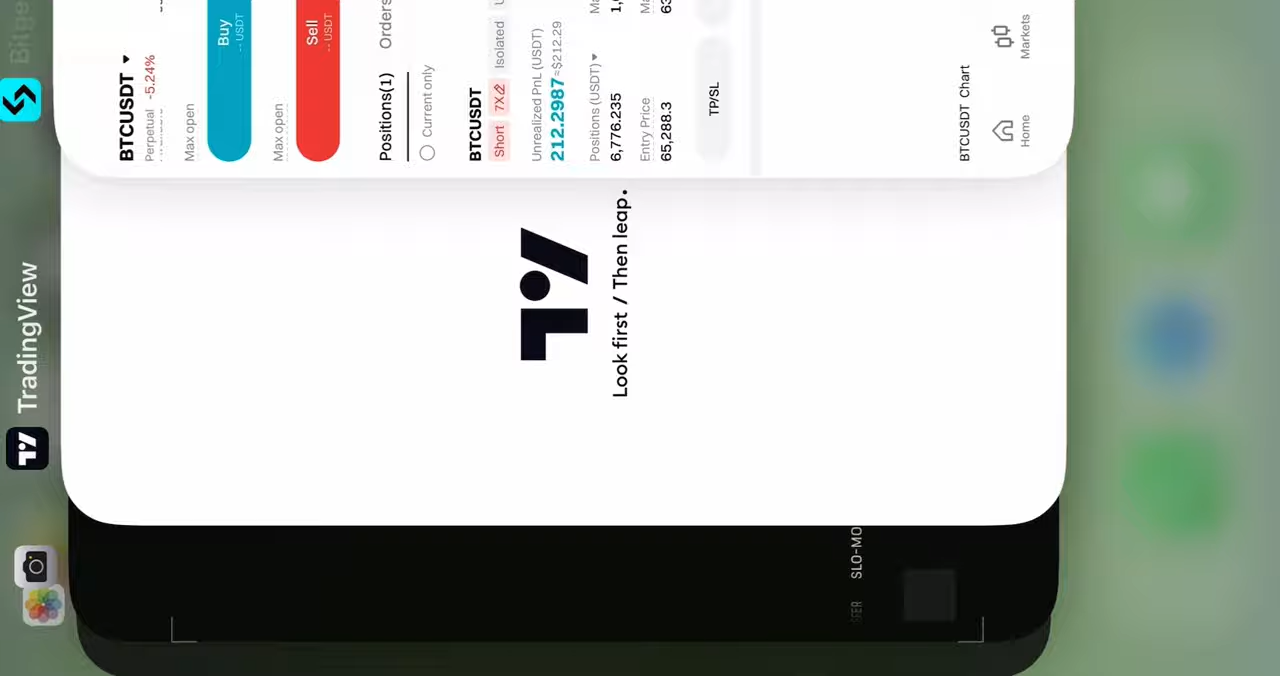 Bitge
BTCUSDT
Perpetual -5.24%
Max open
Buy
-- USDT
Max open
Sell
-- USDT
Positions(1) Orders
Current only
BTCUSDT
Short 7X Isolated
Unrealized PnL (USDT)
212.2987≈$212.29
Positions (USDT)
6,776.235
Entry Price
65,288.3
TP/SL
BTCUSDT Chart
Home
Markets
TradingView
Look first / Then leap.
SLO-MO